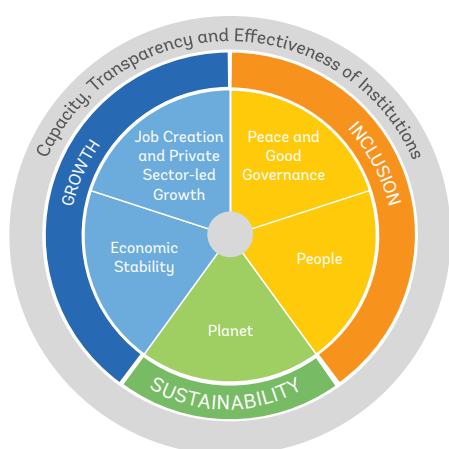 Capacity, Transparency and Effectiveness of Institutions
GROWTH
INCLUSION
Job Creation
and Private
Sector-led
Growth
Peace and
Good
Governance
Economic
Stability
People
Planet
SUSTAINABILITY